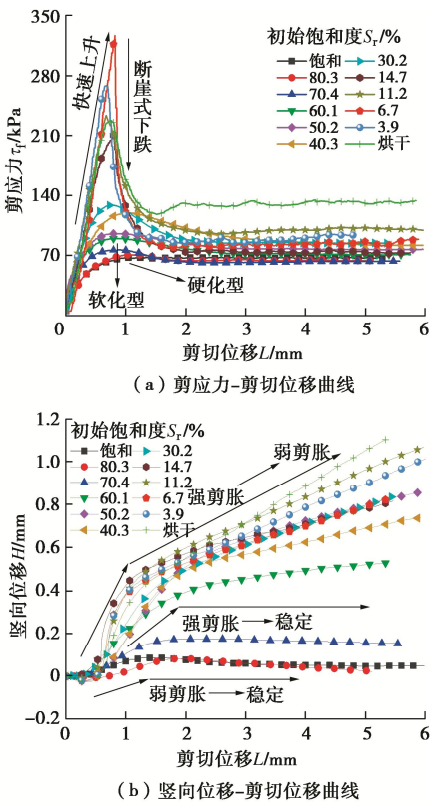 350
280
210
140
70
0
剪应力τf/kPa
快速上升
断崖式下跌
初始饱和度Sr/%
饱和 30.2
80.3 14.7
70.4 11.2
60.1 6.7
50.2 3.9
40.3 烘干
软化型
硬化型
0 1 2 3 4 5 6
剪切位移L/mm
(a)剪应力-剪切位移曲线
1.2
1.0
0.8
0.6
0.4
0.2
0
-0.2
竖向位移H/mm
初始饱和度Sr/%
饱和 30.2
80.3 14.7
70.4 11.2
60.1 6.7
50.2 3.9
40.3 烘干
弱剪胀
强剪胀
强剪胀→稳定
弱剪胀→稳定
0 1 2 3 4 5 6
剪切位移L/mm
(b)竖向位移-剪切位移曲线